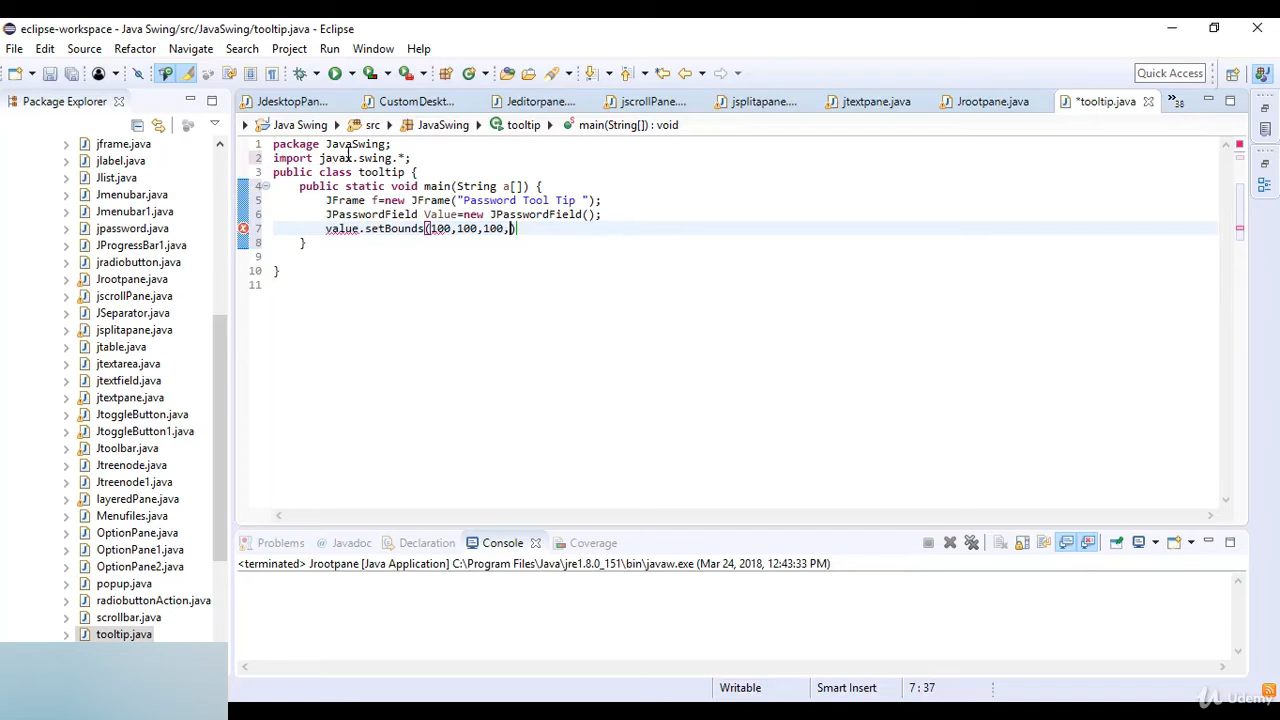 eclipse-workspace - Java Swing/src/JavaSwing/tooltip.java - Eclipse
File Edit Source Refactor Navigate Search Project Run Window Help
Quick Access
Package Explorer
JdesktopPan... CustomDeskt... Jeditorpane.... jscrollPane.... jsplitapane.... jtextpane.java Jrootpane.java *tooltip.java »38
Java Swing src JavaSwing tooltip main(String[]) : void
jframe.java
jlabel.java
Jlist.java
Jmenubar.java
Jmenubar1.java
jpassword.java
JProgressBar1.java
jradiobutton.java
Jrootpane.java
jscrollPane.java
JSeparator.java
jsplitapane.java
jtable.java
jtextarea.java
jtextfield.java
jtextpane.java
JtoggleButton.java
JtoggleButton1.java
Jtoolbar.java
Jtreenode.java
Jtreenode1.java
layeredPane.java
Menufiles.java
OptionPane.java
OptionPane1.java
OptionPane2.java
popup.java
radiobuttonAction.java
scrollbar.java
tooltip.java
1 package JavaSwing;
2 import javax.swing.*;
3 public class tooltip {
4 public static void main(String a[]) {
5 JFrame f=new JFrame("Password Tool Tip ");
6 JPasswordField Value=new JPasswordField();
7 value.setBounds(100,100,100,)
8 }
9
10 }
11
Problems Javadoc Declaration Console Coverage
<terminated> Jrootpane [Java Application] C:\Program Files\Java\jre1.8.0_151\bin\javaw.exe (Mar 24, 2018, 12:43:33 PM)
Writable Smart Insert 7 : 37
Udemy